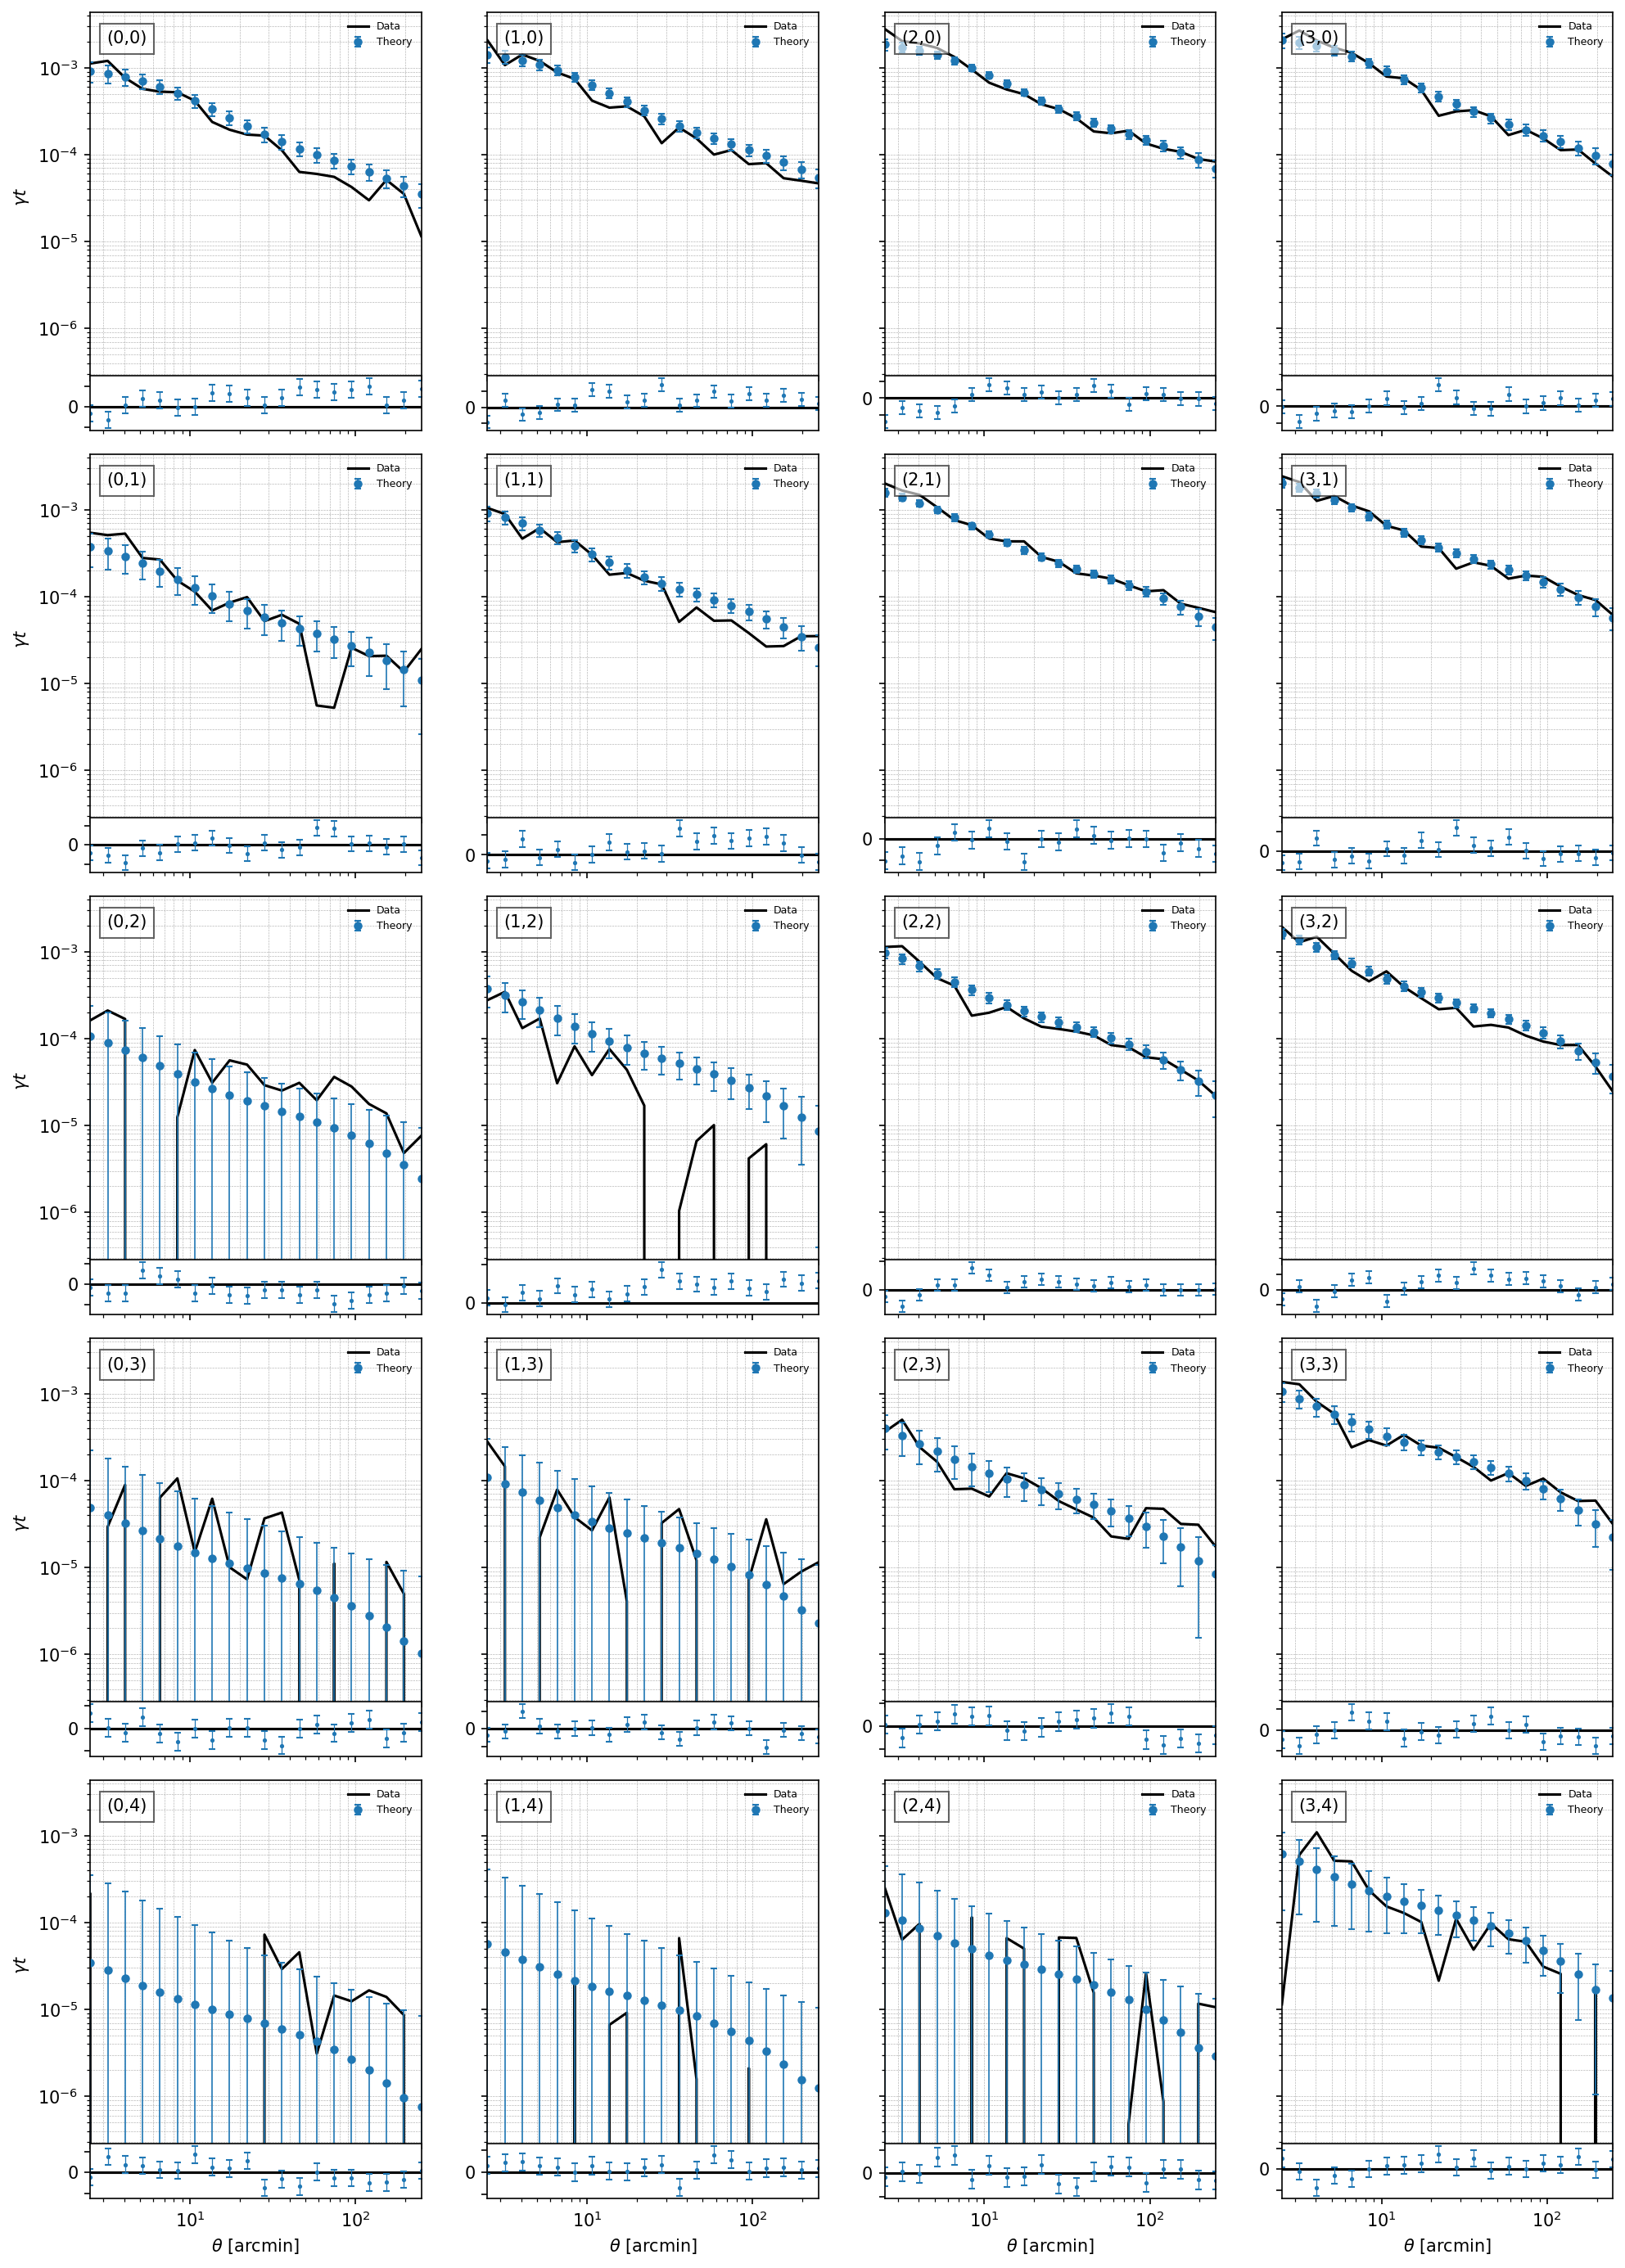 (0,0) Data Theory (1,0) Data Theory (2,0) Data Theory (3,0) Data Theory
γt 10⁻³ 10⁻⁴ 10⁻⁵ 10⁻⁶
0 0 0 0
(0,1) Data Theory (1,1) Data Theory (2,1) Data Theory (3,1) Data Theory
γt 10⁻³ 10⁻⁴ 10⁻⁵ 10⁻⁶
0 0 0 0
(0,2) Data Theory (1,2) Data Theory (2,2) Data Theory (3,2) Data Theory
γt 10⁻³ 10⁻⁴ 10⁻⁵ 10⁻⁶
0 0 0 0
(0,3) Data Theory (1,3) Data Theory (2,3) Data Theory (3,3) Data Theory
γt 10⁻³ 10⁻⁴ 10⁻⁵ 10⁻⁶
0 0 0 0
(0,4) Data Theory (1,4) Data Theory (2,4) Data Theory (3,4) Data Theory
γt 10⁻³ 10⁻⁴ 10⁻⁵ 10⁻⁶
0 0 0 0
10¹ 10² 10¹ 10² 10¹ 10² 10¹ 10²
θ [arcmin] θ [arcmin] θ [arcmin] θ [arcmin]